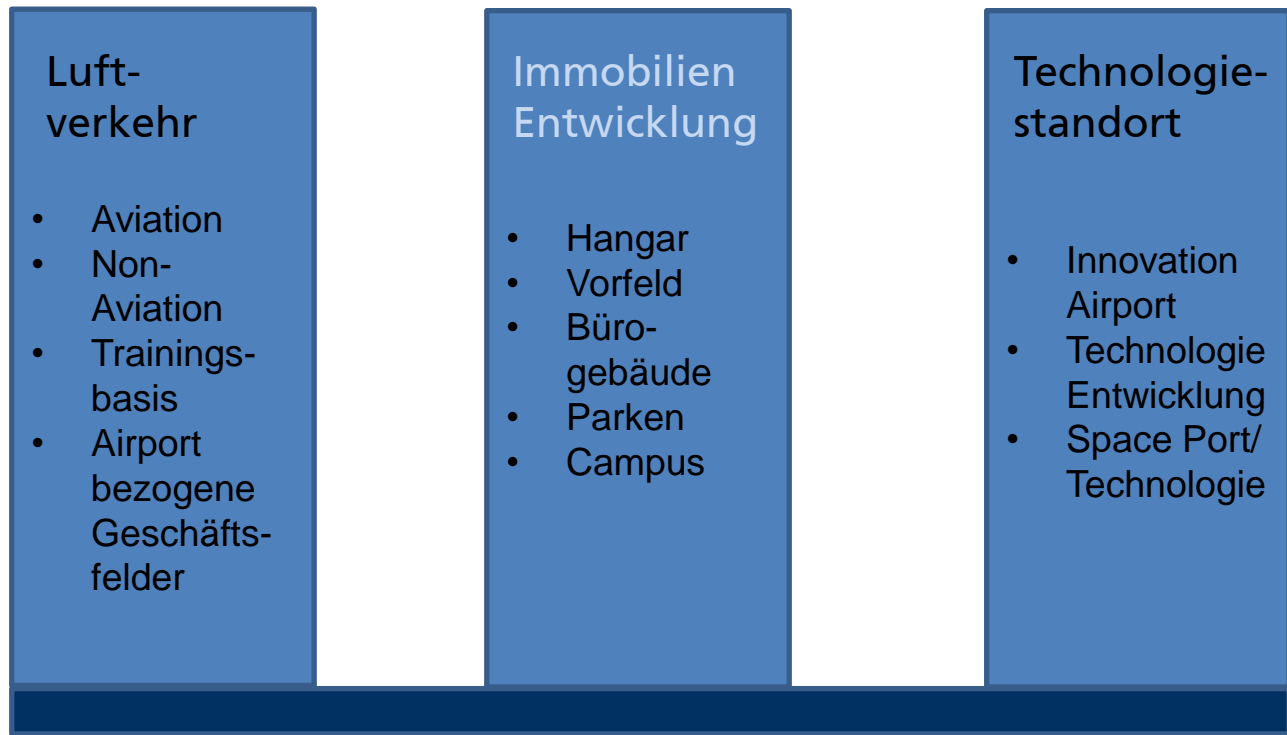 Luft-
verkehr
• Aviation
• Non-
Aviation
• Trainings-
basis
• Airport
bezogene
Geschäfts-
felder
Immobilien
Entwicklung
• Hangar
• Vorfeld
• Büro-
gebäude
• Parken
• Campus
Technologie-
standort
• Innovation
Airport
• Technologie
Entwicklung
• Space Port/
Technologie